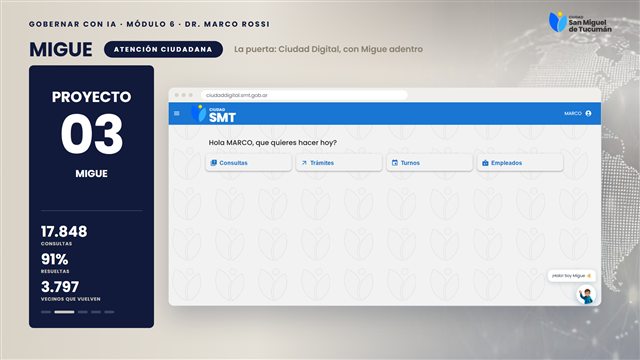 GOBERNAR CON IA · MÓDULO 6 · DR. MARCO ROSSI
CIUDAD
San Miguel
de Tucumán
MIGUE
ATENCIÓN CIUDADANA
La puerta: Ciudad Digital, con Migue adentro
PROYECTO
03
MIGUE
17.848
CONSULTAS
91%
RESUELTAS
3.797
VECINOS QUE VUELVEN
ciudaddigital.smt.gob.ar
CIUDAD
SMT
MARCO
Hola MARCO, que quieres hacer hoy?
Consultas
Trámites
Turnos
Empleados
¡Hola! Soy Migue